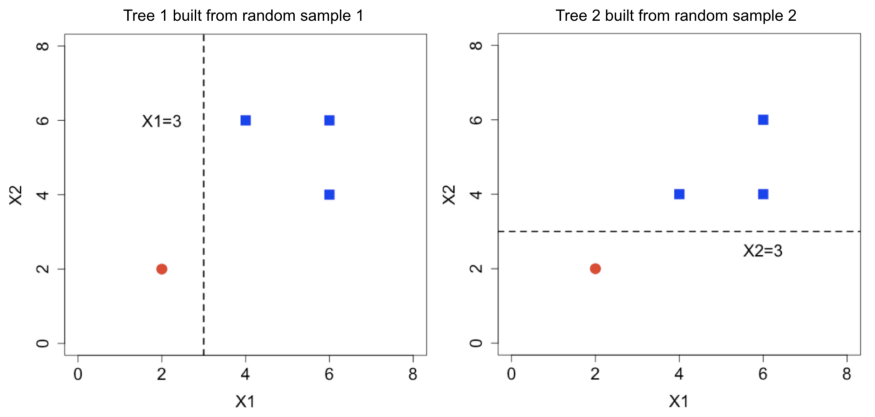 Tree 1 built from random sample 1
8
6
4
2
0
X2
X1=3
0 2 4 6 8
X1
Tree 2 built from random sample 2
8
6
4
2
0
X2
X2=3
0 2 4 6 8
X1